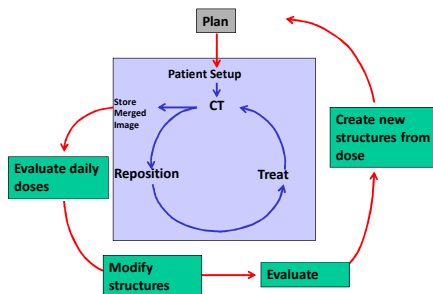 Plan
Patient Setup
CT
Store
Merged
Image
Create new
structures from
dose
Evaluate daily
doses
Reposition
Treat
Modify
structures
Evaluate